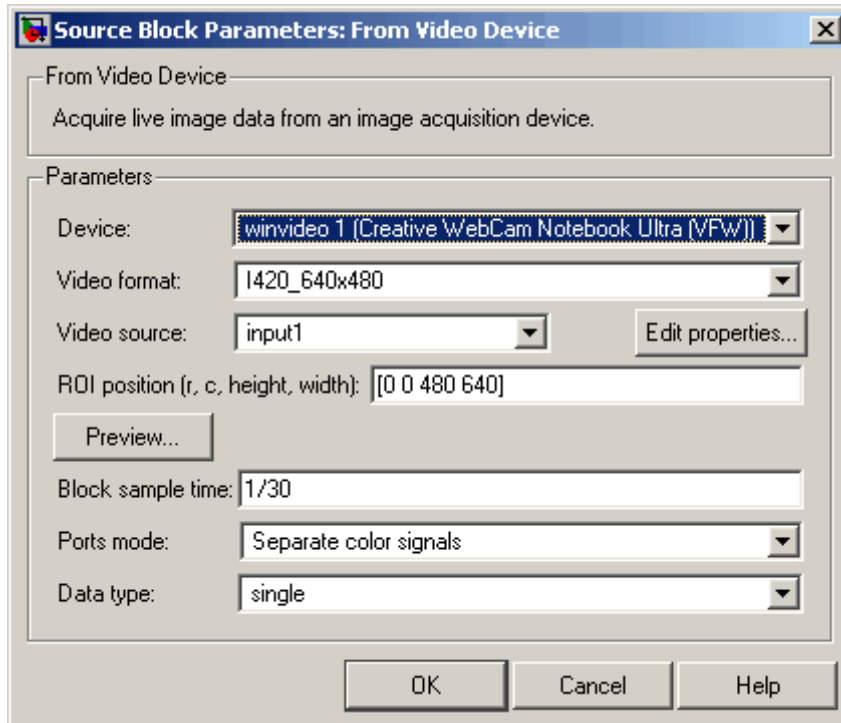 Source Block Parameters: From Video Device
From Video Device
Acquire live image data from an image acquisition device.
Parameters
Device: winvideo 1 (Creative WebCam Notebook Ultra (VFW))
Video format: I420_640x480
Video source: input1 Edit properties...
ROI position (r, c, height, width): [0 0 480 640]
Preview...
Block sample time: 1/30
Ports mode: Separate color signals
Data type: single
OK Cancel Help